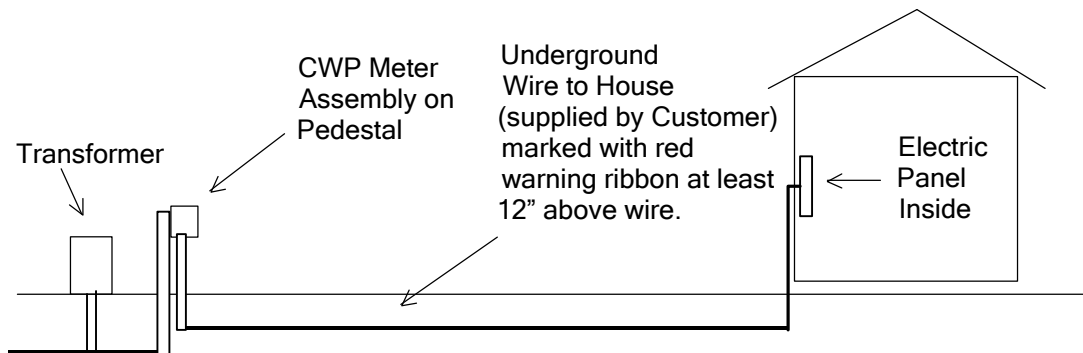 Transformer
CWP Meter
Assembly on
Pedestal
Underground
Wire to House
(supplied by Customer)
marked with red
warning ribbon at least
12” above wire.
Electric
Panel
Inside